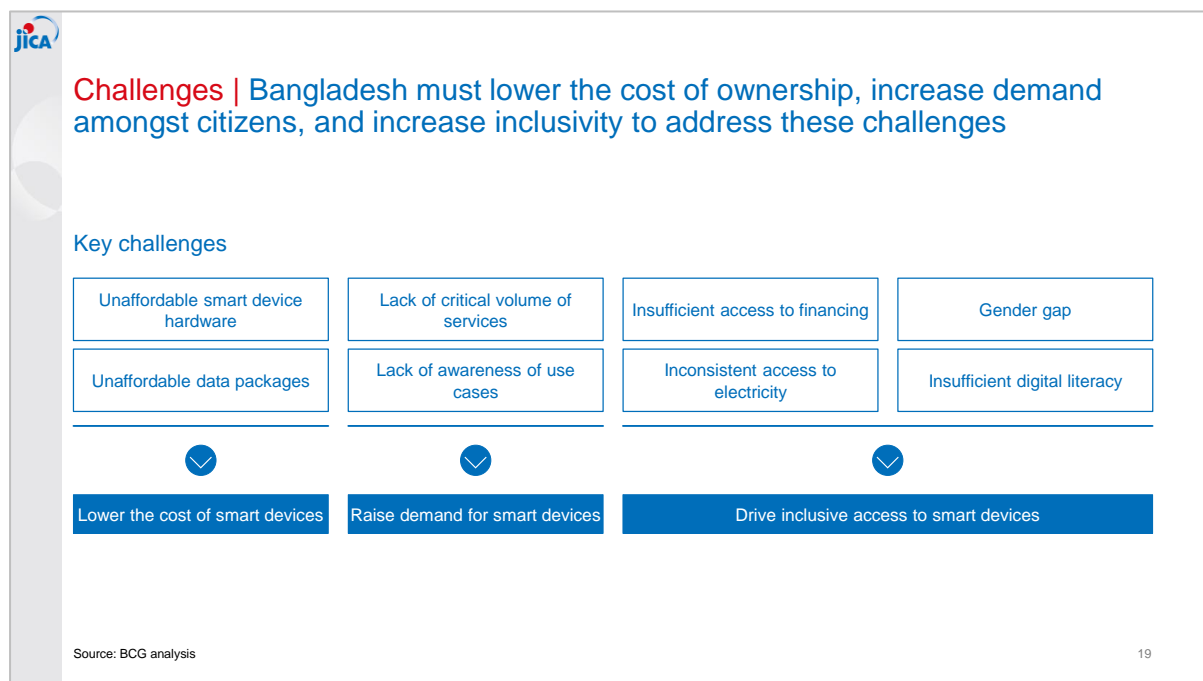 jica
Challenges | Bangladesh must lower the cost of ownership, increase demand
amongst citizens, and increase inclusivity to address these challenges
Key challenges
Unaffordable smart device
hardware
Unaffordable data packages
Lack of critical volume of
services
Lack of awareness of use
cases
Insufficient access to financing
Inconsistent access to
electricity
Gender gap
Insufficient digital literacy
Lower the cost of smart devices
Raise demand for smart devices
Drive inclusive access to smart devices
Source: BCG analysis
19